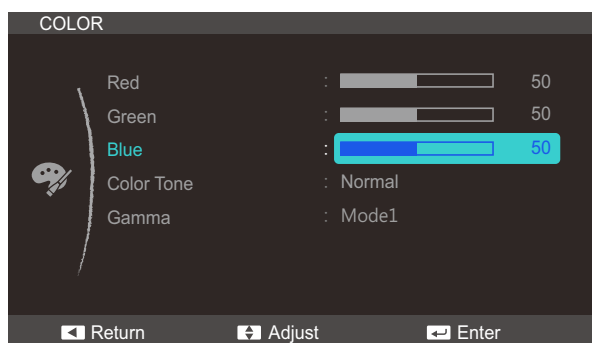 COLOR
Red : 50
Green : 50
Blue : 50
Color Tone : Normal
Gamma : Mode1
Return Adjust Enter